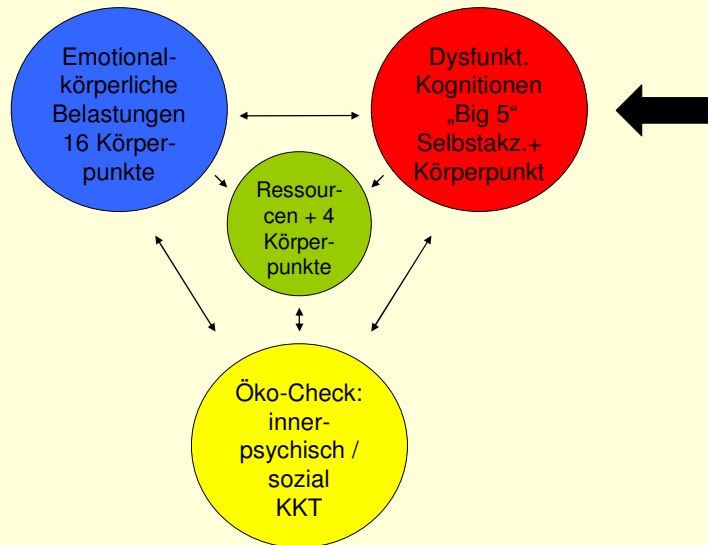 Emotional-
körperliche
Belastungen
16 Körper-
punkte
Dysfunkt.
Kognitionen
„Big 5“
Selbstakz.+
Körperpunkt
Ressour-
cen + 4
Körper-
punkte
Öko-Check:
inner-
psychisch /
sozial
KKT